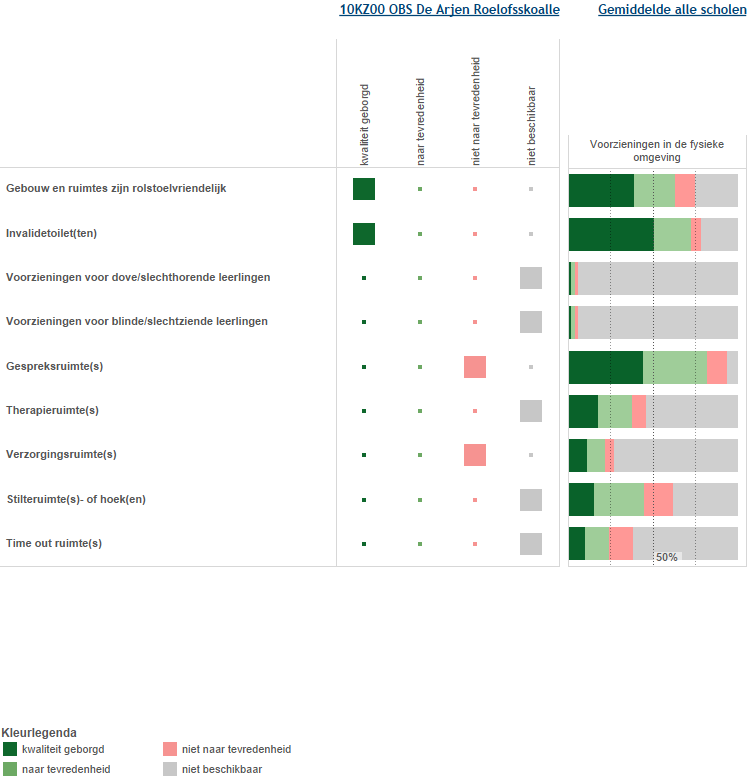 10KZ00 OBS De Arjen Roelofsskoalle
Gemiddelde alle scholen
kwaliteit geborgd
naar tevredenheid
niet naar tevredenheid
niet beschikbaar
Voorzieningen in de fysieke
omgeving
Gebouw en ruimtes zijn rolstoelvriendelijk
Invalidetoilet(ten)
Voorzieningen voor dove/slechthorende leerlingen
Voorzieningen voor blinde/slechtziende leerlingen
Gespreksruimte(s)
Therapieruimte(s)
Verzorgingsruimte(s)
Stilteruimte(s)- of hoek(en)
Time out ruimte(s)
50%
Kleurlegenda
kwaliteit geborgd
niet naar tevredenheid
naar tevredenheid
niet beschikbaar